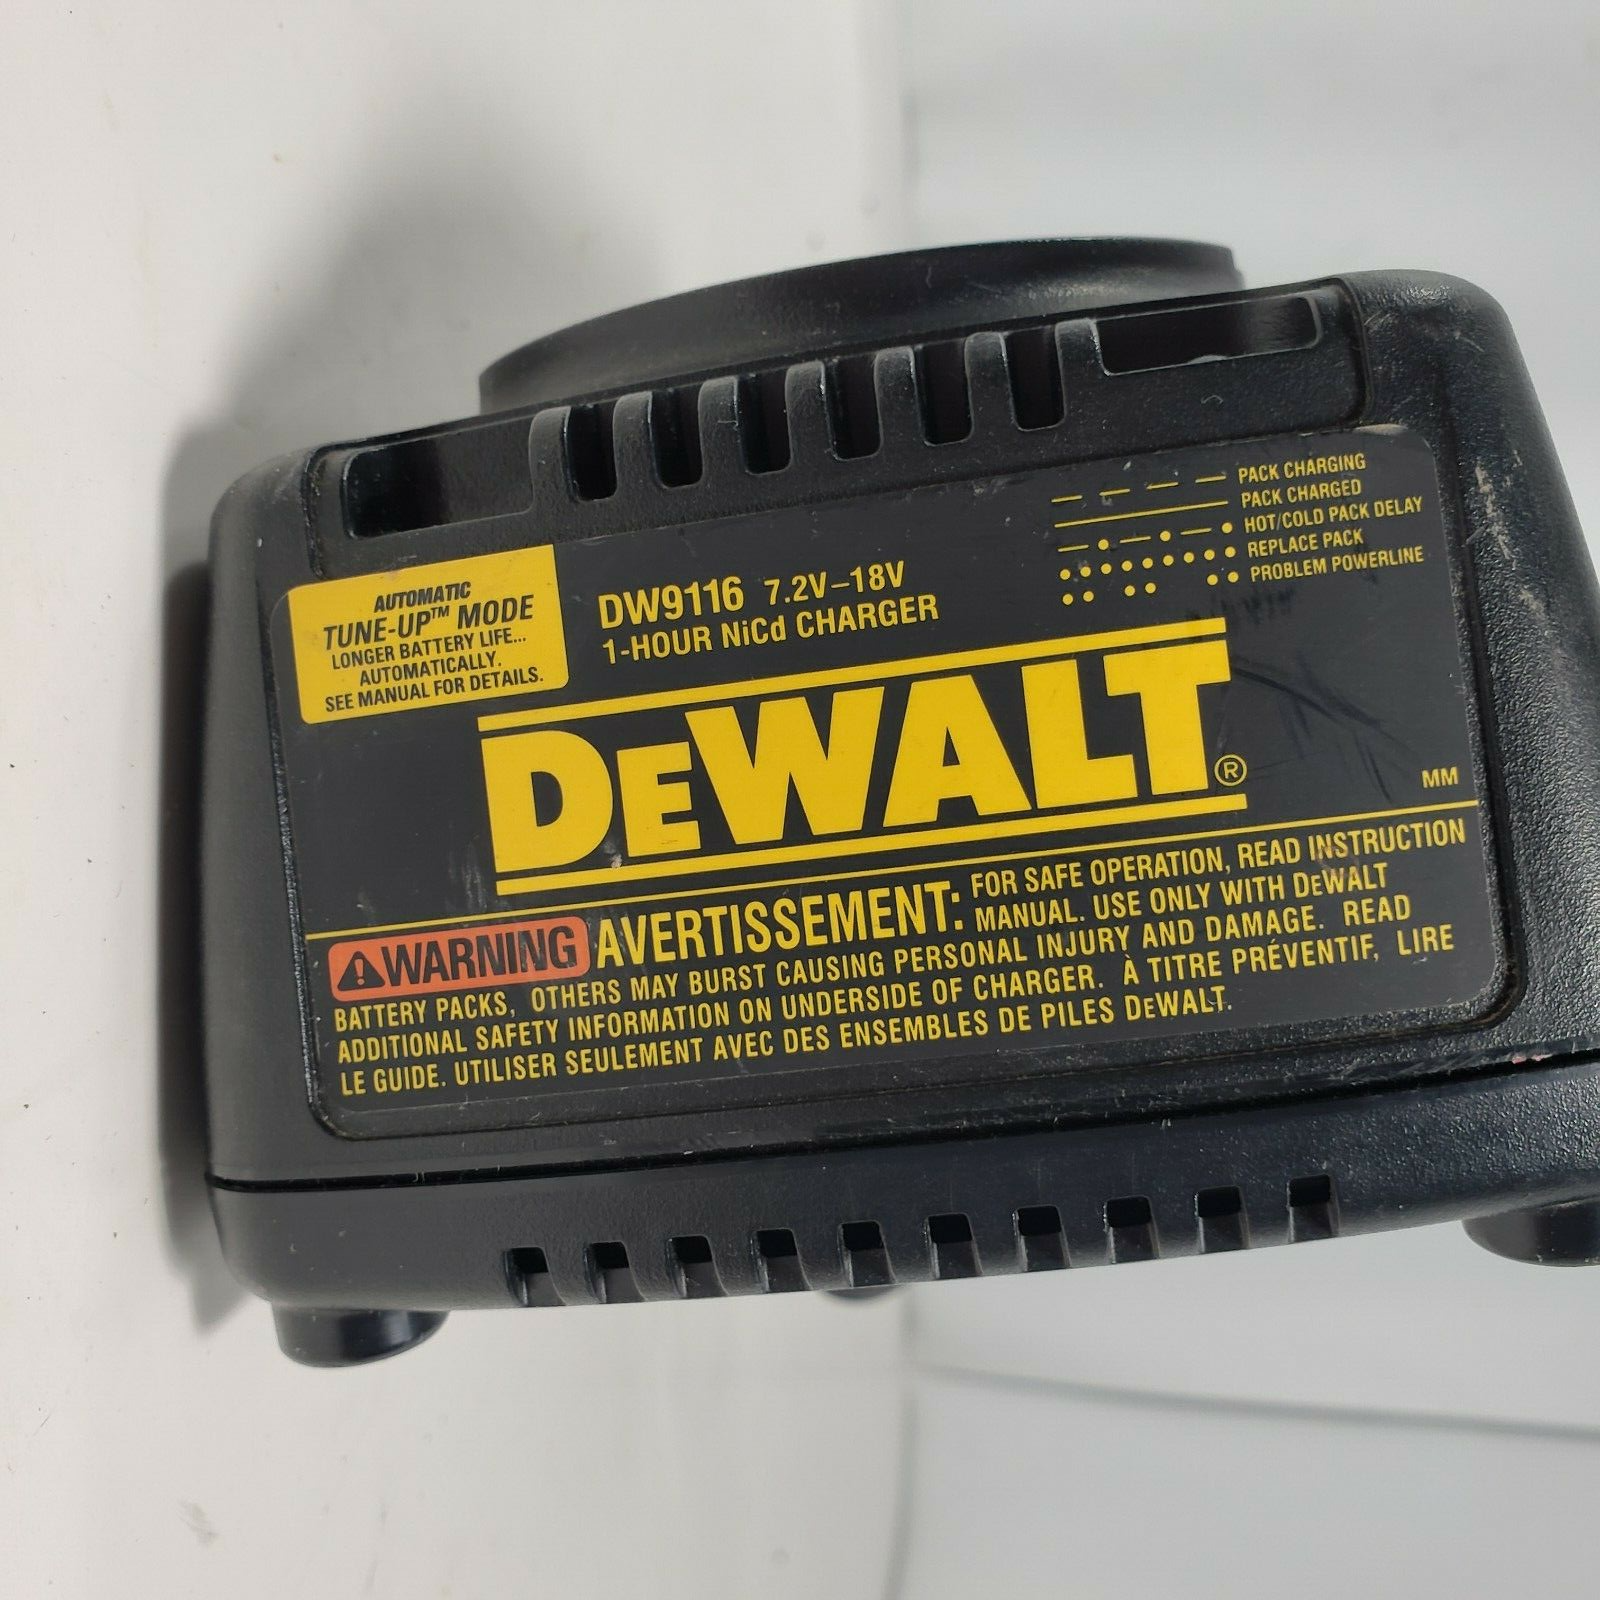 AUTOMATIC
TUNE-UP™ MODE
LONGER BATTERY LIFE...
AUTOMATICALLY.
SEE MANUAL FOR DETAILS.
DW9116 7.2V–18V
1-HOUR NiCd CHARGER
PACK CHARGING
PACK CHARGED
HOT/COLD PACK DELAY
REPLACE PACK
PROBLEM POWERLINE
DEWALT®
MM
WARNING AVERTISSEMENT: FOR SAFE OPERATION, READ INSTRUCTION
MANUAL. USE ONLY WITH DEWALT
BATTERY PACKS, OTHERS MAY BURST CAUSING PERSONAL INJURY AND DAMAGE. READ
ADDITIONAL SAFETY INFORMATION ON UNDERSIDE OF CHARGER. À TITRE PRÉVENTIF, LIRE
LE GUIDE. UTILISER SEULEMENT AVEC DES ENSEMBLES DE PILES DEWALT.